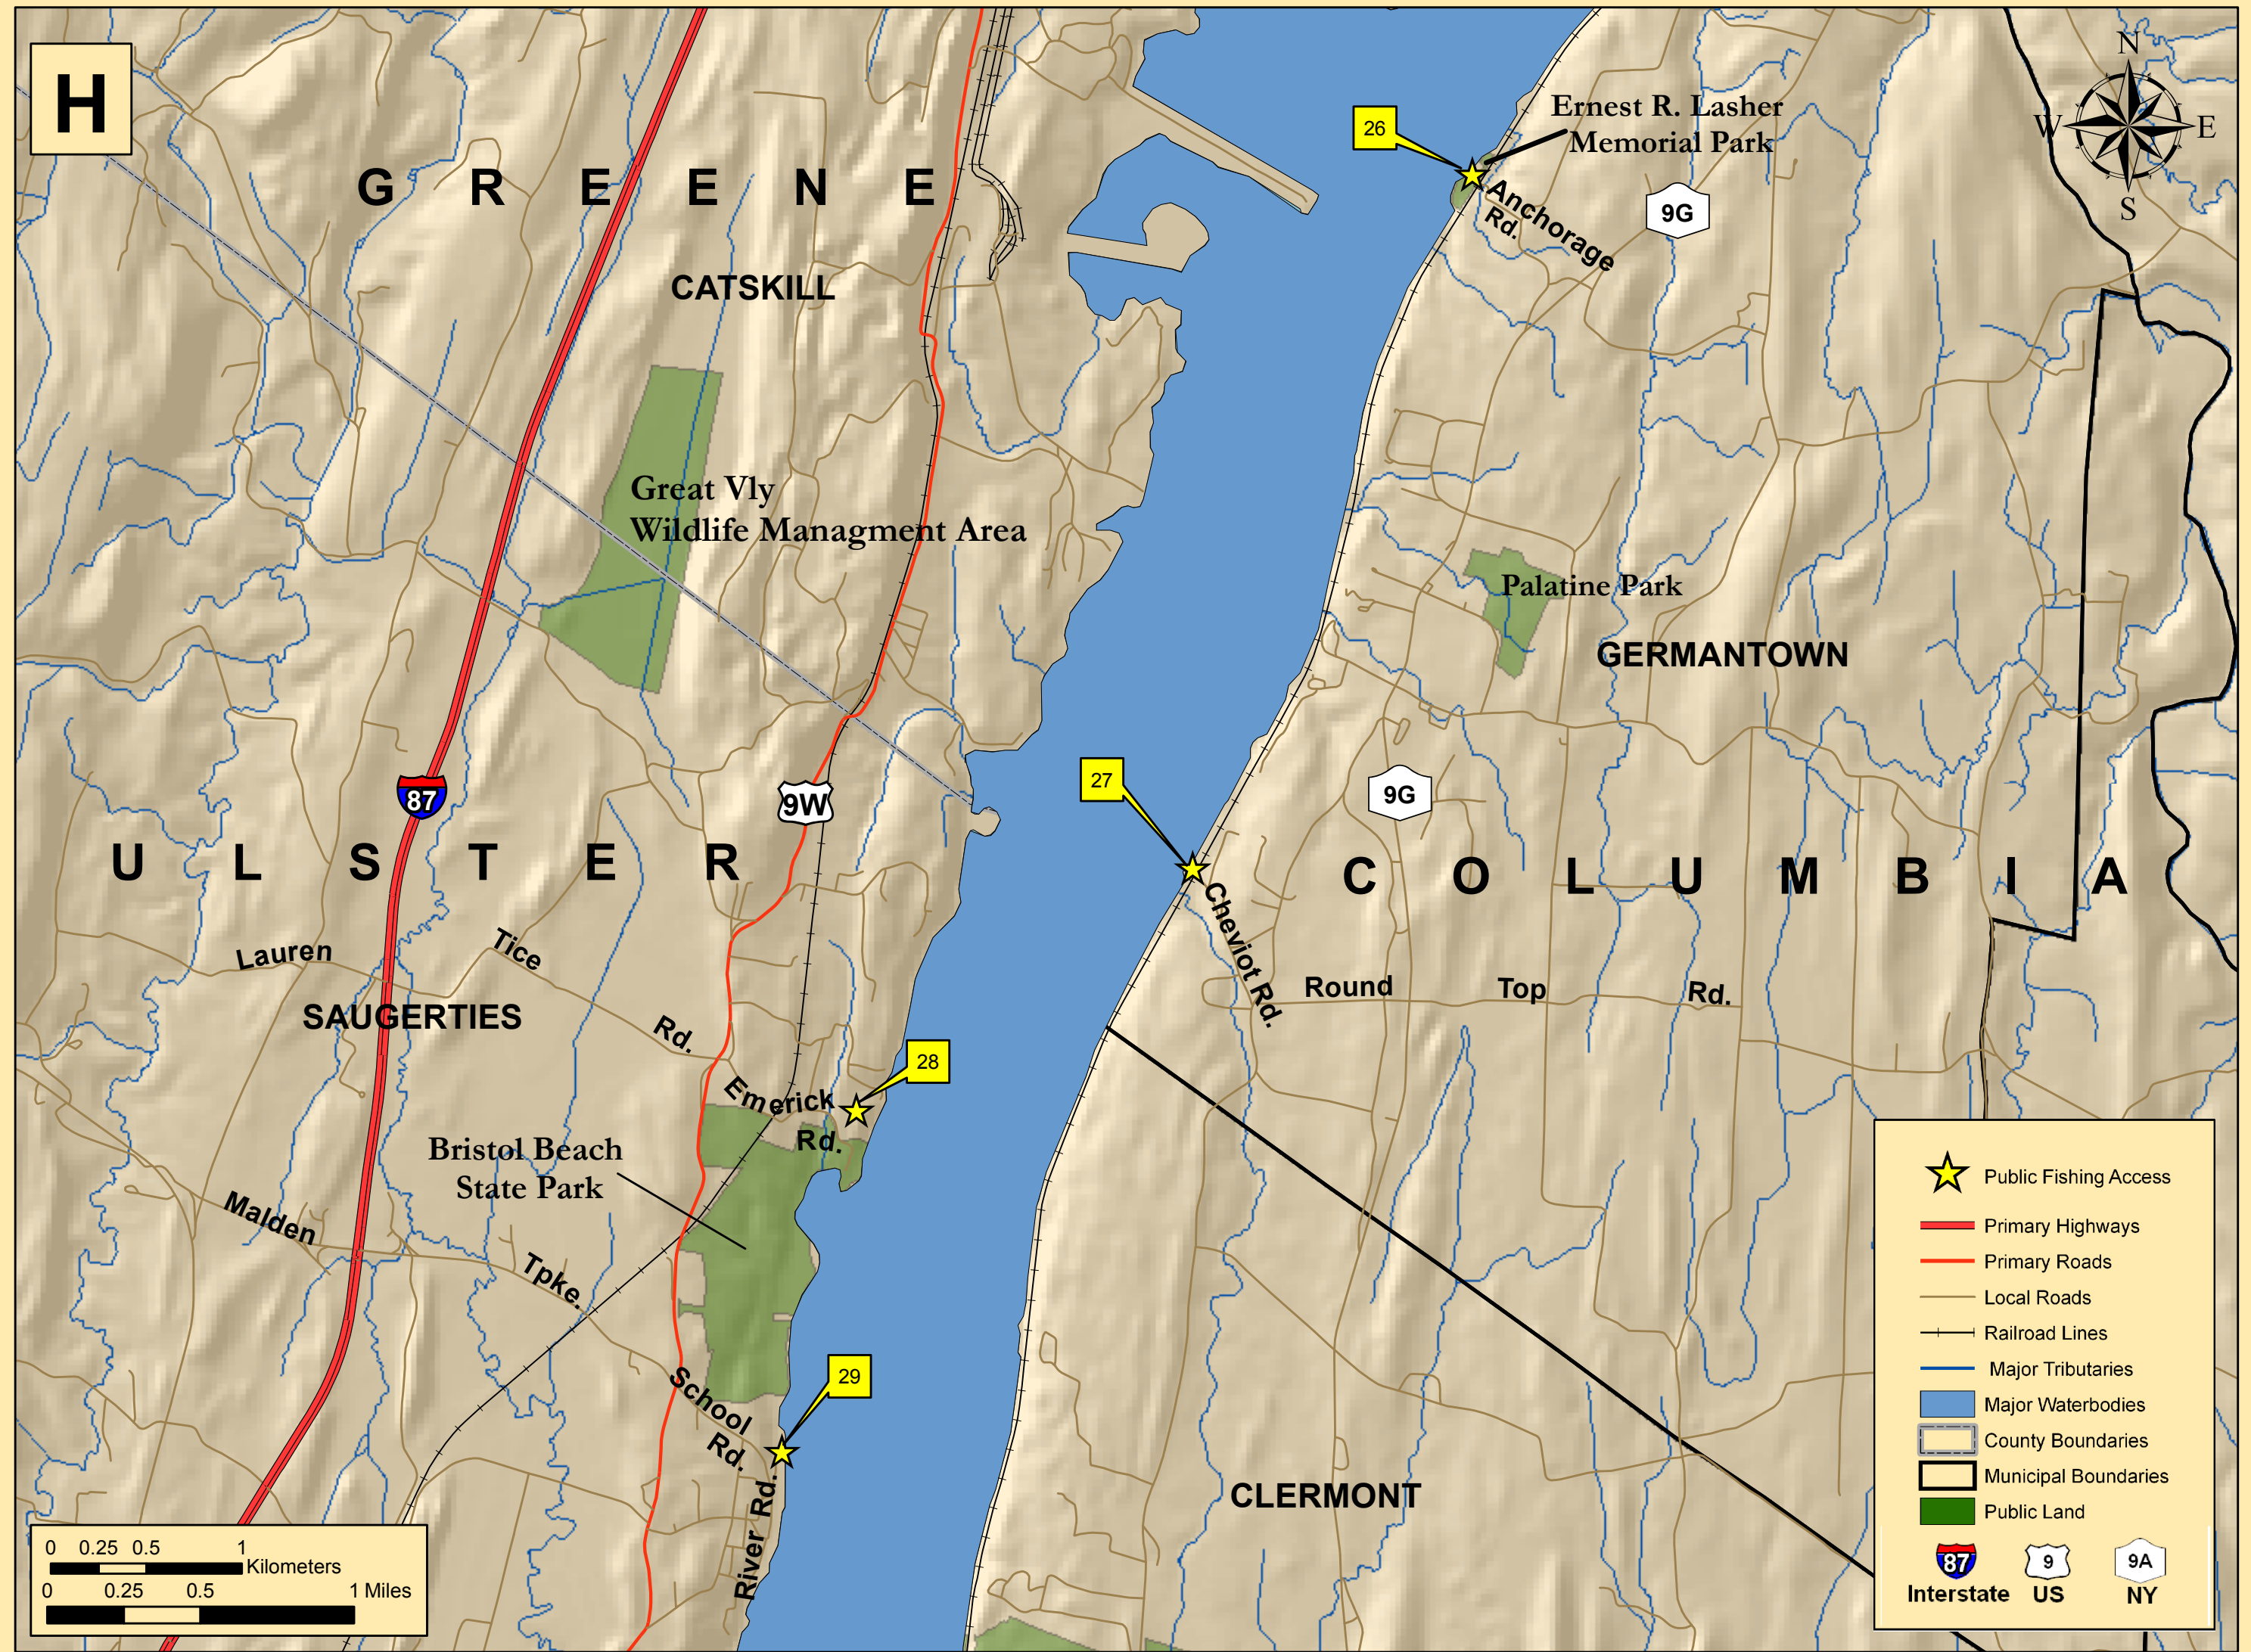 H
N
W E
S
Ernest R. Lasher
Memorial Park
26
Anchorage
Rd.
9G
G R E E N E
CATSKILL
Great Vly
Wildlife Managment Area
Palatine Park
GERMANTOWN
27
9G
87
9W
U L S T E R
C O L U M B I A
Cheviot Rd.
Lauren
Tice
Rd.
SAUGERTIES
Round Top Rd.
28
Emerick
Rd.
Bristol Beach
State Park
Malden
Tpke.
29
School
Rd.
River Rd.
CLERMONT
Public Fishing Access
Primary Highways
Primary Roads
Local Roads
Railroad Lines
Major Tributaries
Major Waterbodies
County Boundaries
Municipal Boundaries
Public Land
87 9 9A
Interstate US NY
0 0.25 0.5 1
Kilometers
0 0.25 0.5 1 Miles